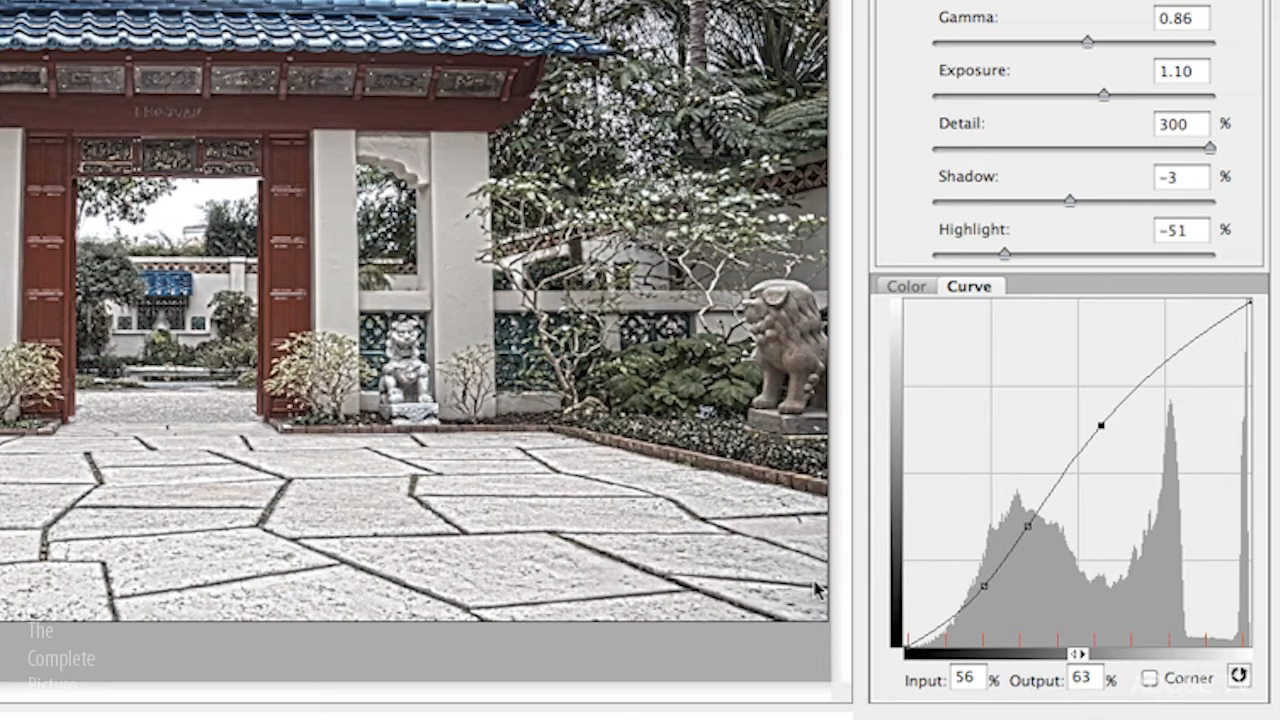 Gamma: 0.86
Exposure: 1.10
Detail: 300 %
Shadow: -3 %
Highlight: -51 %
Color Curve
The
Complete
Picture
Input: 56 % Output: 63 % Corner